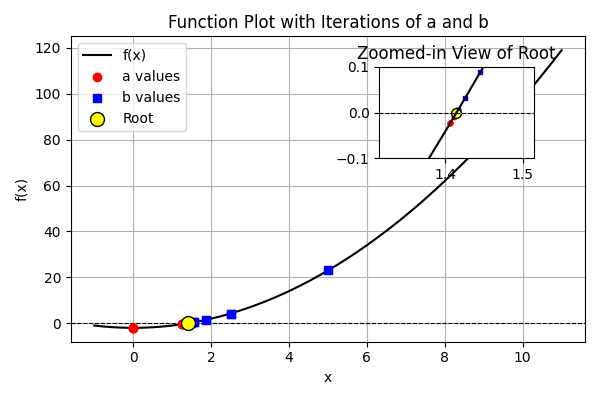 Function Plot with Iterations of a and b
f(x)
a values
b values
Root
Zoomed-in View of Root
0.1
0.0
−0.1
1.4
1.5
120
100
80
60
40
20
0
f(x)
0
2
4
6
8
10
x